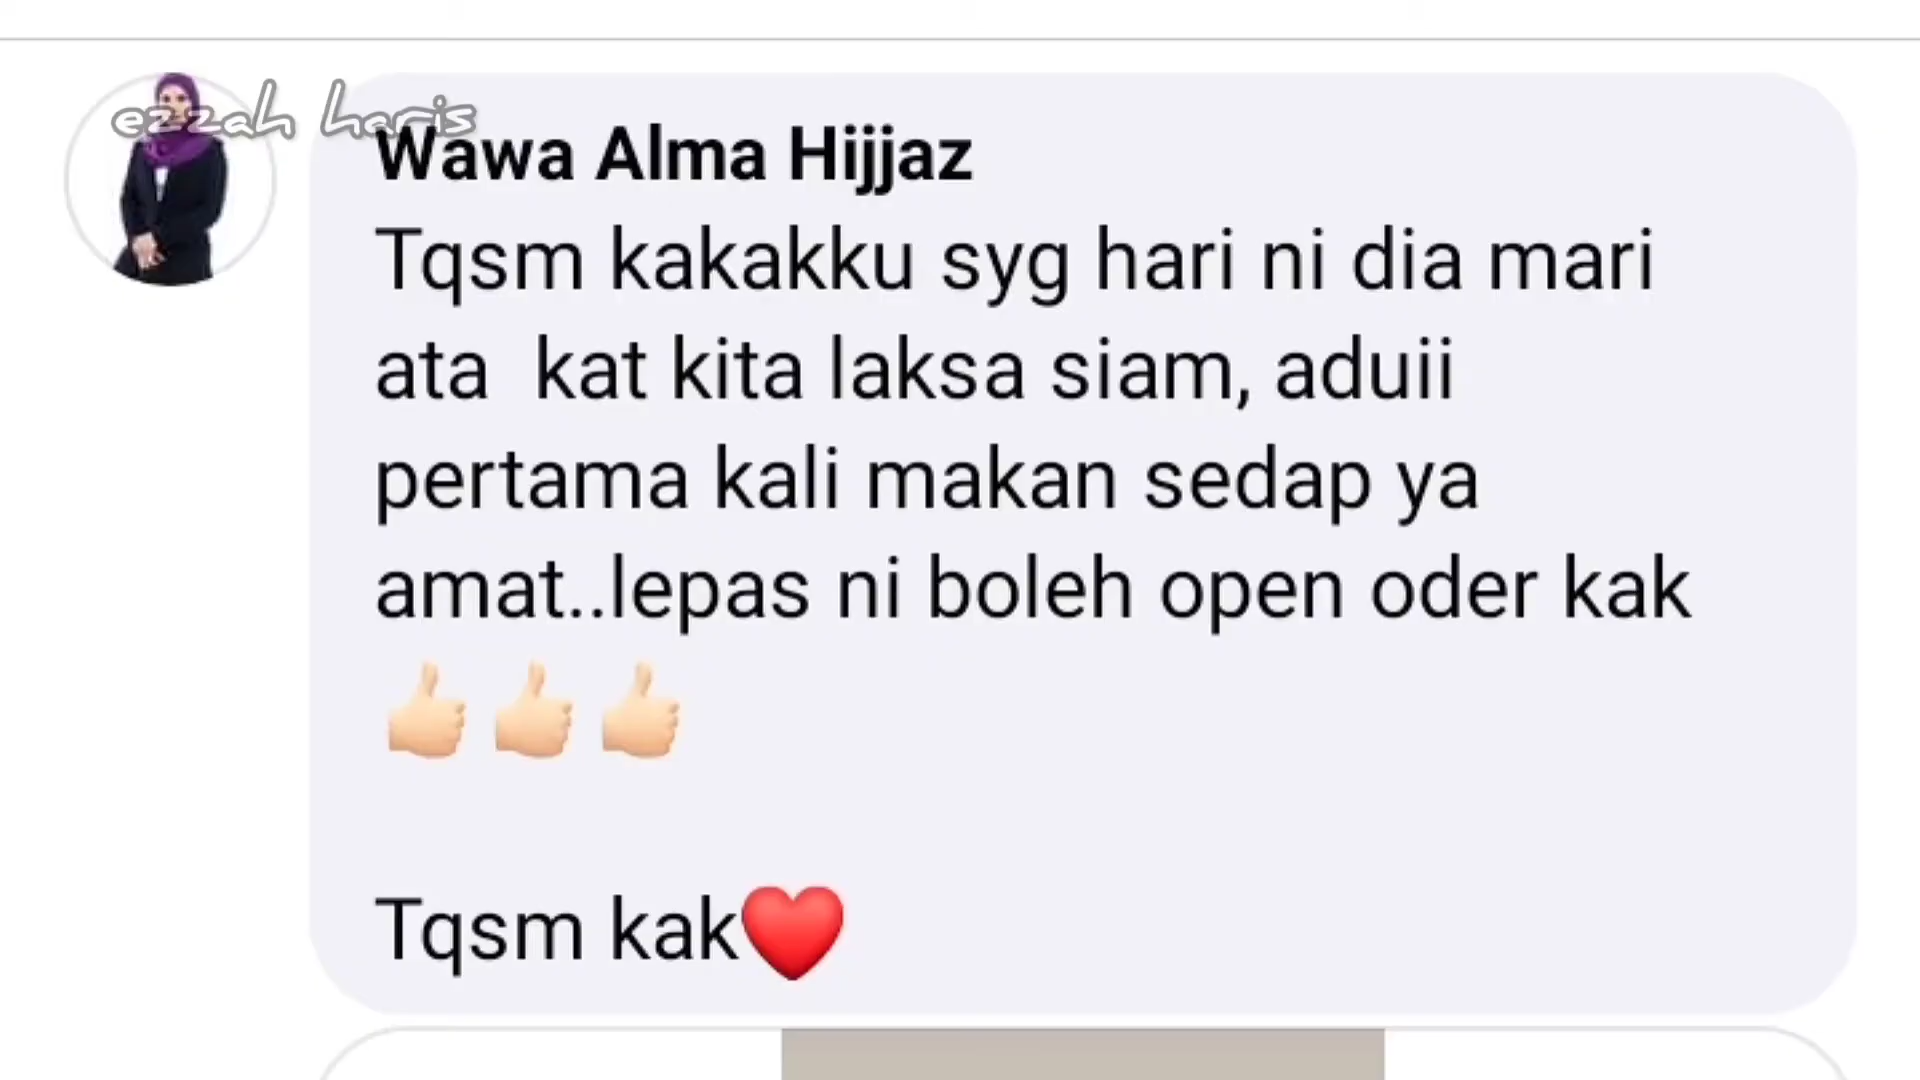 ezzah haris
Wawa Alma Hijjaz
Tqsm kakakku syg hari ni dia mari
ata  kat kita laksa siam, aduii
pertama kali makan sedap ya
amat..lepas ni boleh open oder kak
👍🏻👍🏻👍🏻
Tqsm kak❤️